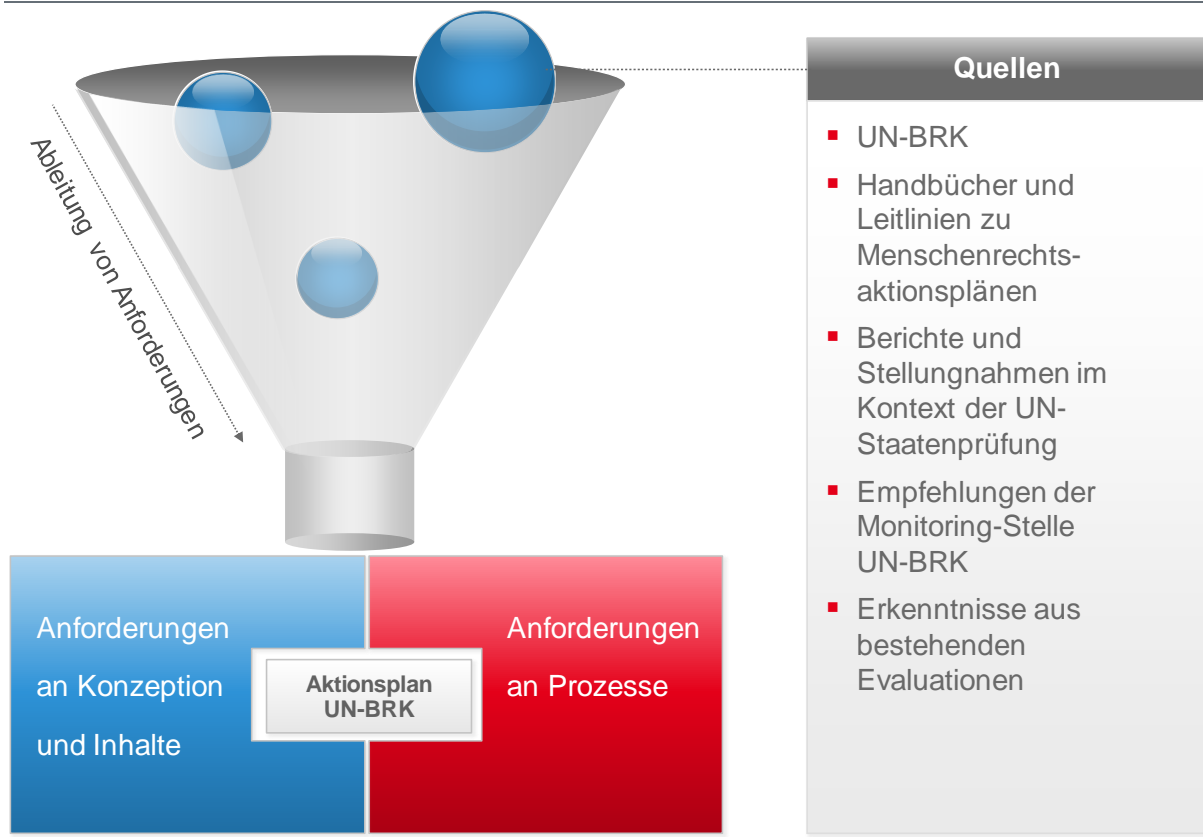 Ableitung von Anforderungen
Anforderungen
an Konzeption
und Inhalte
Aktionsplan
UN-BRK
Anforderungen
an Prozesse
Quellen
▪ UN-BRK
▪ Handbücher und
Leitlinien zu
Menschenrechts-
aktionsplänen
▪ Berichte und
Stellungnahmen im
Kontext der UN-
Staatenprüfung
▪ Empfehlungen der
Monitoring-Stelle
UN-BRK
▪ Erkenntnisse aus
bestehenden
Evaluationen